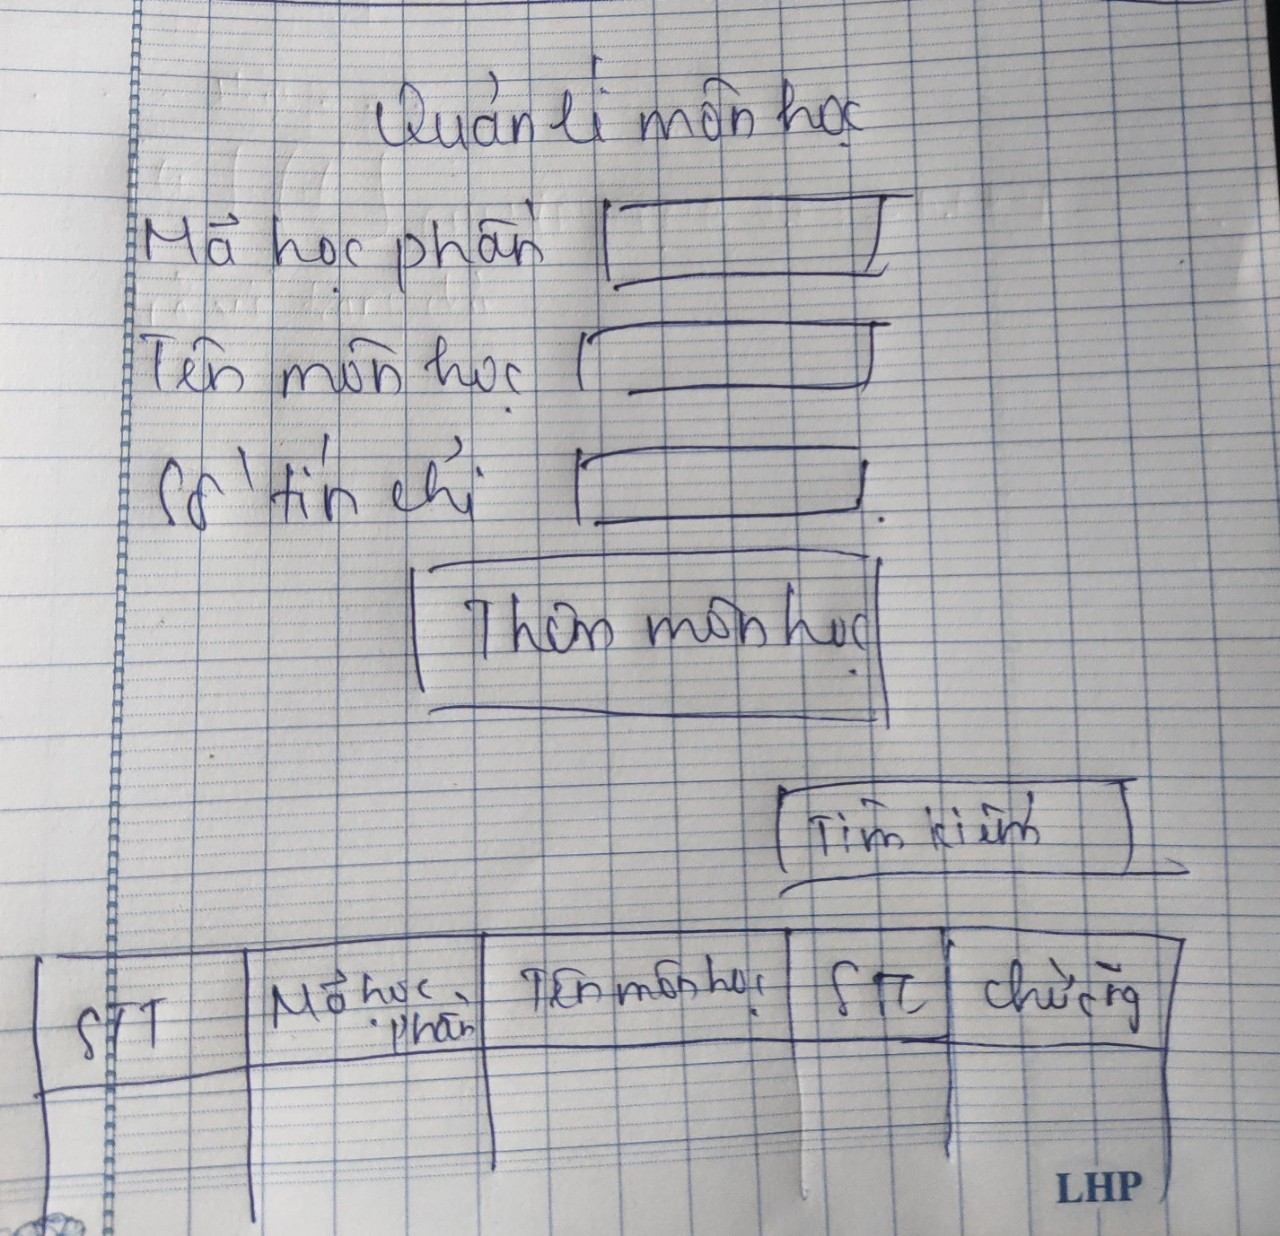 Quản lí môn học
Mã học phần
Tên môn học
Số tín chỉ
Thêm môn học
Tìm kiếm
STT
Mã học phần
Tên môn học
STC
LHP